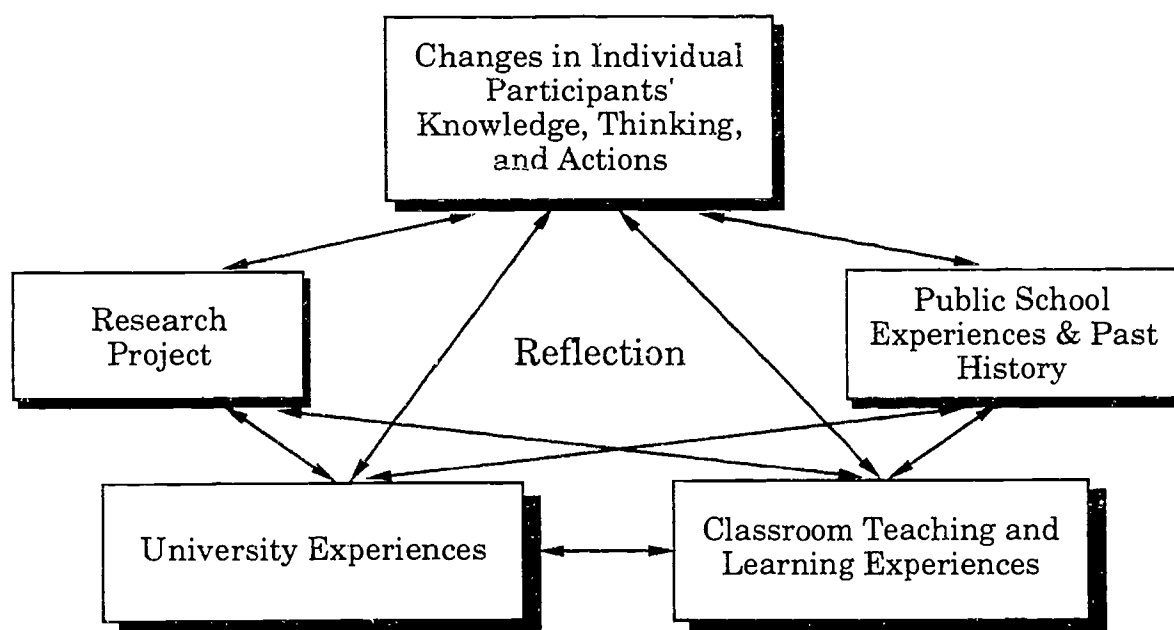 Changes in Individual
Participants'
Knowledge, Thinking,
and Actions
Research
Project
Reflection
Public School
Experiences & Past
History
University Experiences
Classroom Teaching and
Learning Experiences